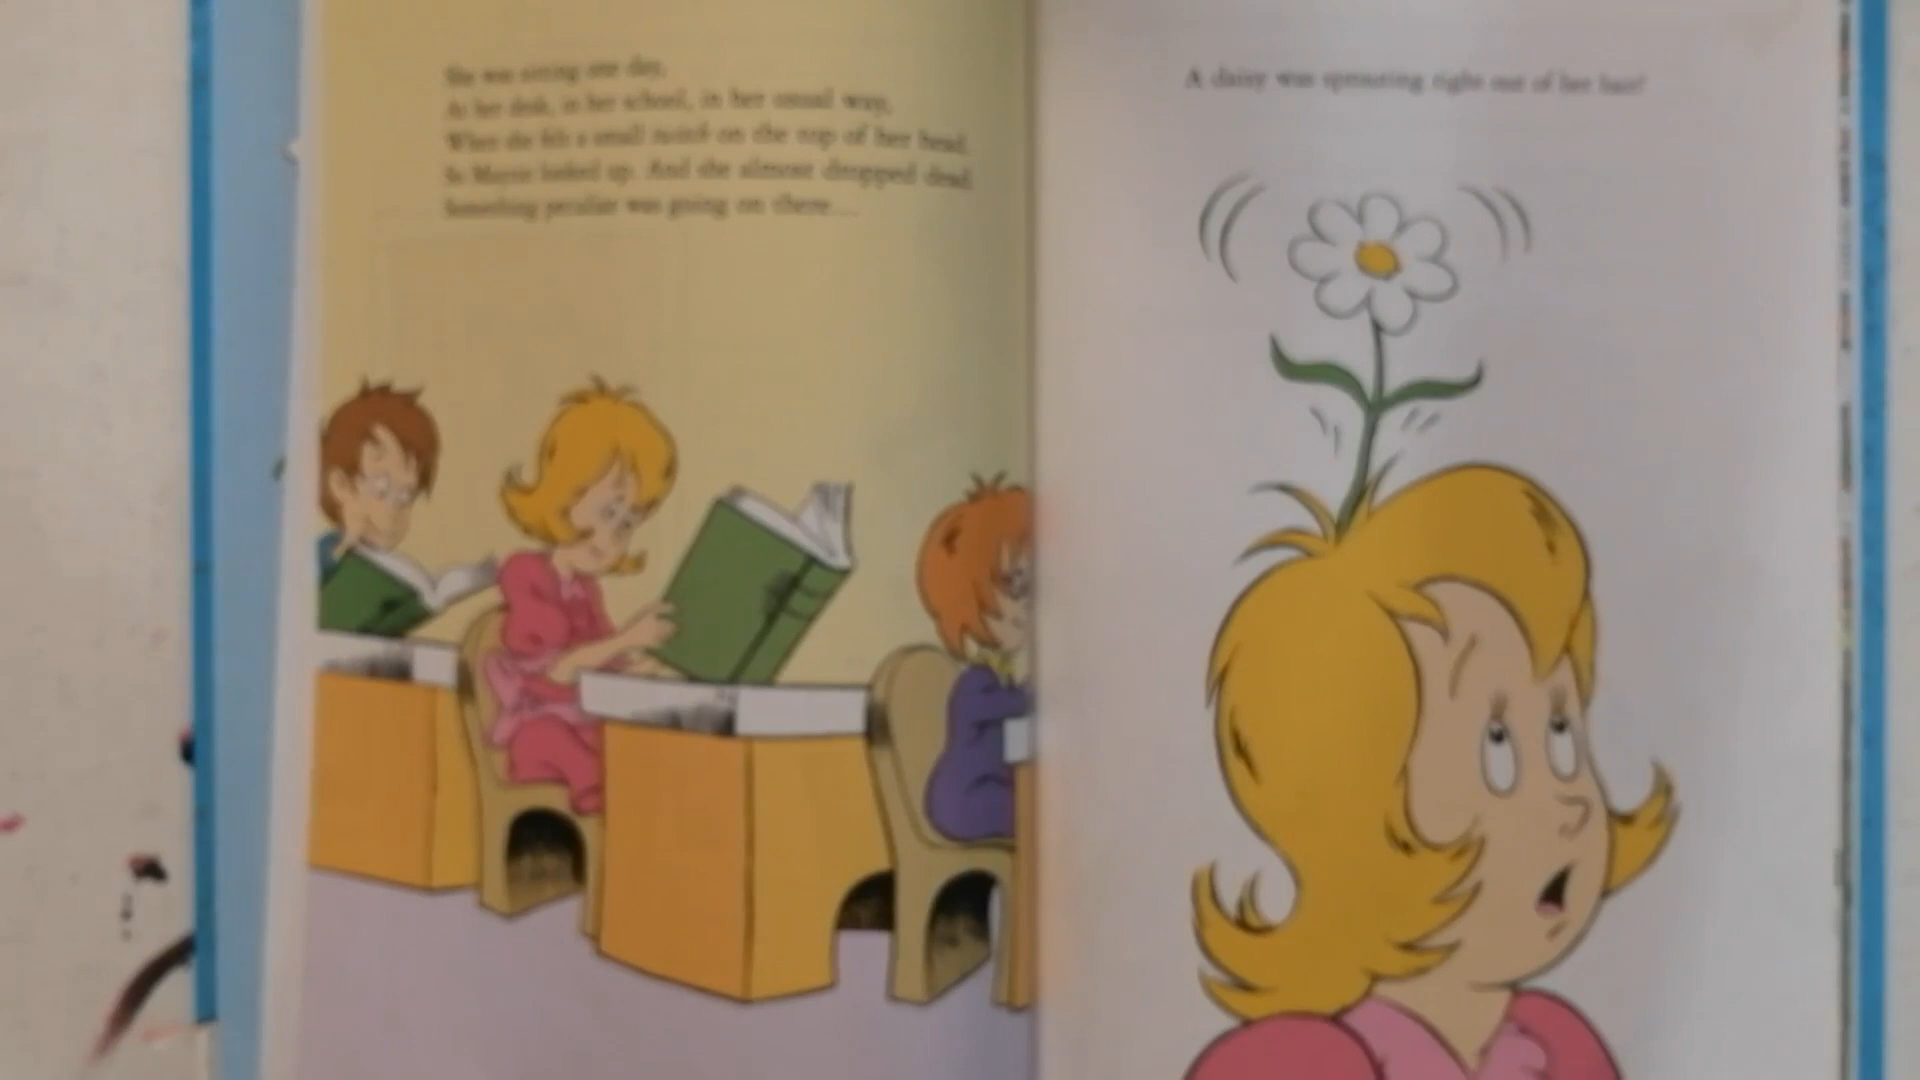 She was sitting one day,
At her desk, in her school, in her usual way,
When she felt a small twitch on the top of her head.
So Mayzie looked up. And she almost dropped dead.
Something peculiar was going on there....
A daisy was sprouting right out of her hair!